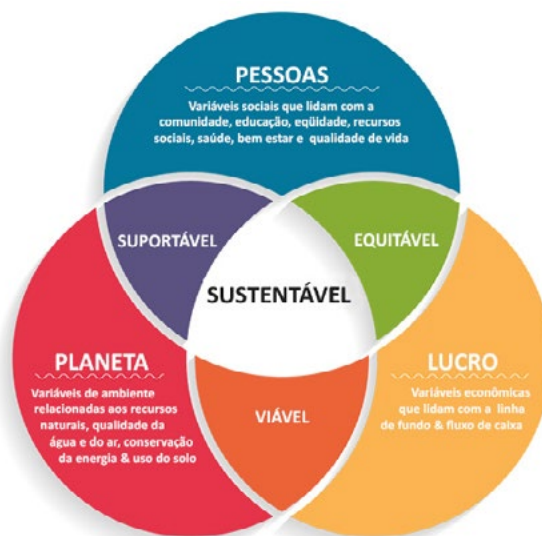 PESSOAS
Variáveis sociais que lidam com a
comunidade, educação, eqüidade, recursos
sociais, saúde, bem estar e qualidade de vida
SUPORTÁVEL
EQUITÁVEL
SUSTENTÁVEL
PLANETA
Variáveis de ambiente
relacionadas aos recursos
naturais, qualidade da
água e do ar, conservação
da energia & uso do solo
LUCRO
Variáveis econômicas
que lidam com a linha
de fundo & fluxo de caixa
VIÁVEL